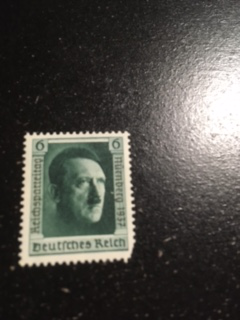 6 6
Reichsparteitag
Nürnberg 1937
Deutsches Reich